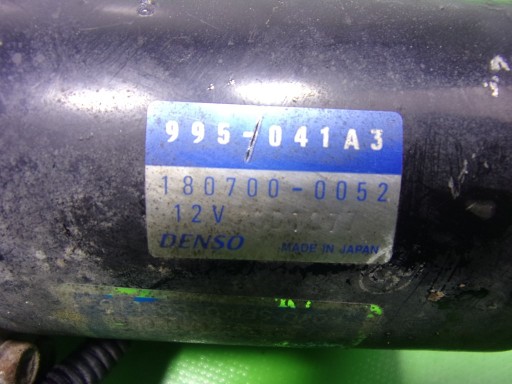 995-041A3
180700-0052
12V
DENSO MADE IN JAPAN